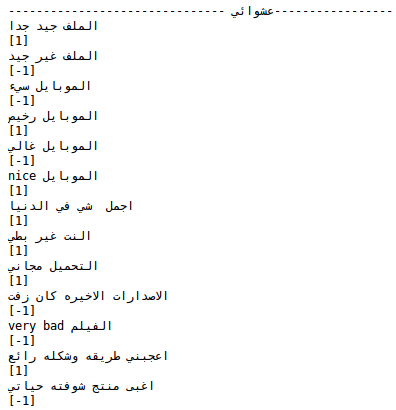 ------------------------------- عشوائي-----------------
الملف جيد جدا
[1]
الملف غير جيد
[-1]
الموبايل سيء
[-1]
الموبايل رخيص
[1]
الموبايل غالي
[-1]
الموبايل nice
[1]
اجمل شي في الدنيا
[1]
النت غير بطي
[1]
التحميل مجاني
[1]
الاصدارات الاخيره كان زفت
[-1]
الفيلم very bad
[-1]
اعجبني طريقه وشكله رائع
[1]
اغبى منتج شوفته حياتي
[-1]